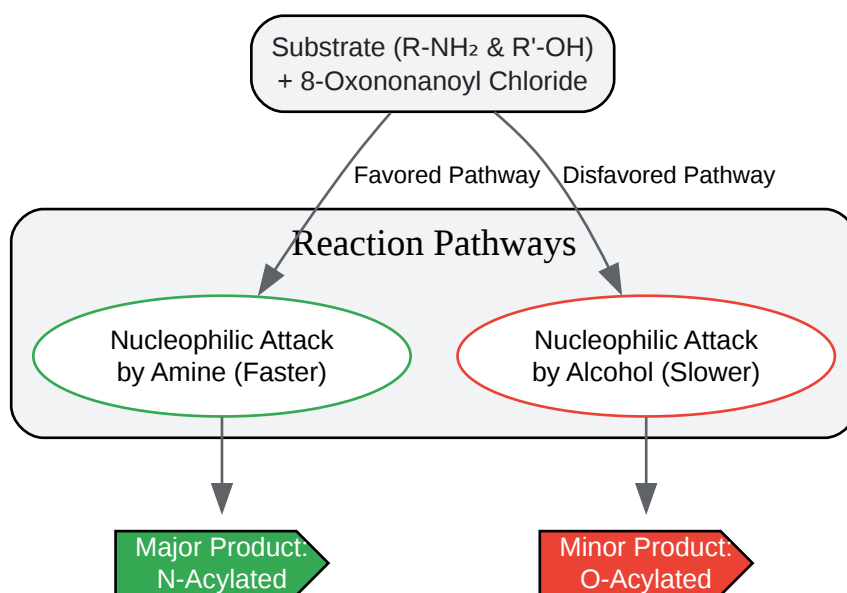 Substrate (R-NH₂ & R'-OH)
+ 8-Oxononanoyl Chloride
Favored Pathway
Disfavored Pathway
Reaction Pathways
Nucleophilic Attack
by Amine (Faster)
Nucleophilic Attack
by Alcohol (Slower)
Major Product:
N-Acylated
Minor Product:
O-Acylated